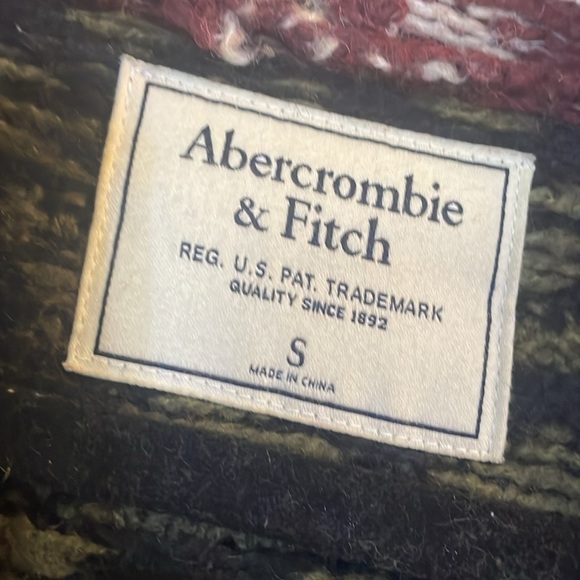 Abercrombie
& Fitch
REG. U.S. PAT. TRADEMARK
QUALITY SINCE 1892
S
MADE IN CHINA